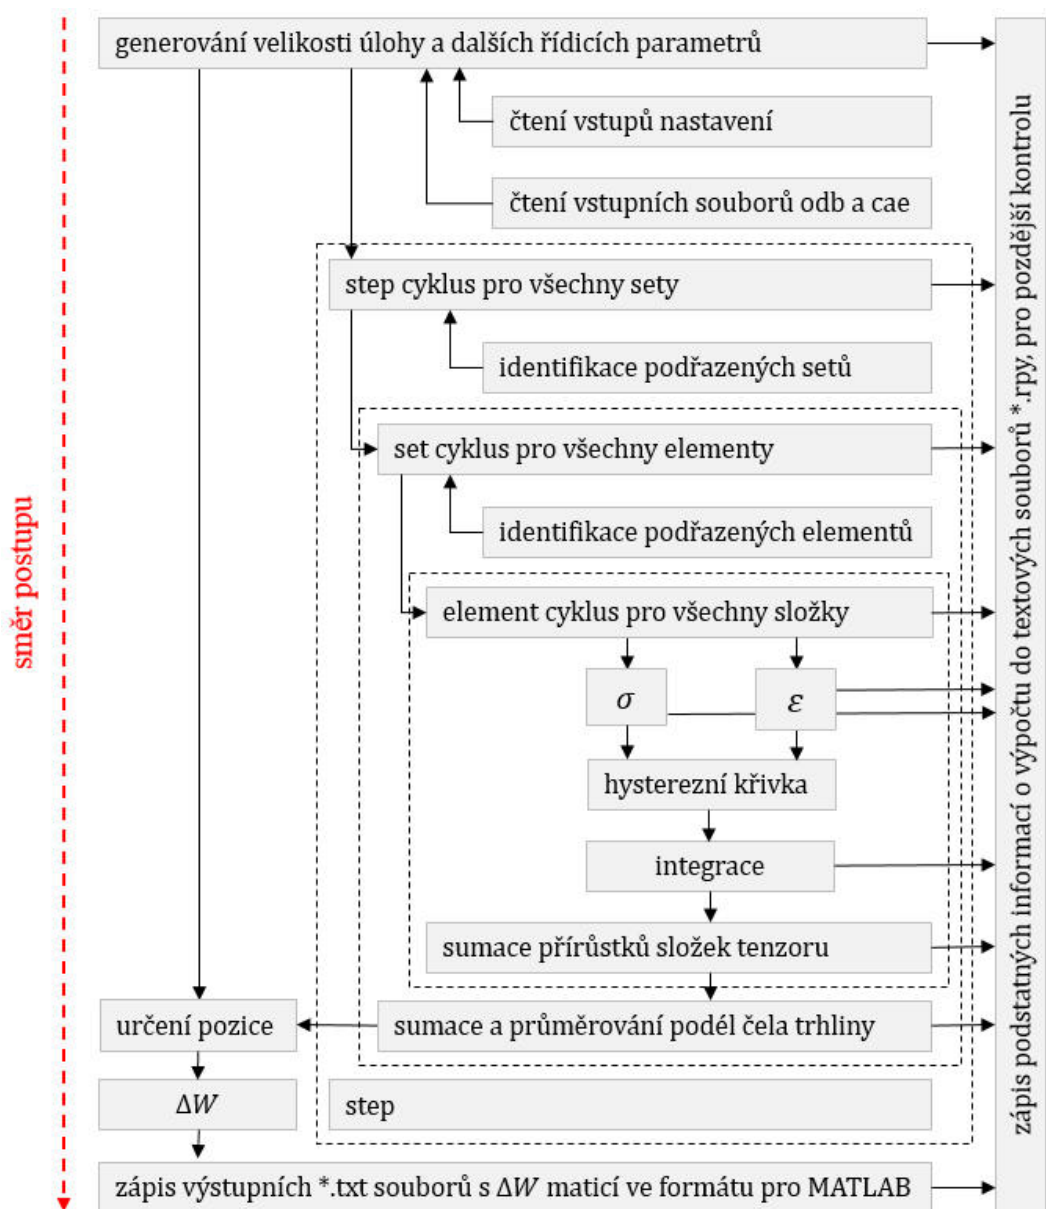 generování velikosti úlohy a dalších řídicích parametrů
čtení vstupů nastavení
čtení vstupních souborů odb a cae
step cyklus pro všechny sety
identifikace podřazených setů
set cyklus pro všechny elementy
identifikace podřazených elementů
element cyklus pro všechny složky
σ
ε
hysterezní křivka
integrace
sumace přírůstků složek tenzoru
určení pozice
sumace a průměrování podél čela trhliny
ΔW
step
zápis výstupních *.txt souborů s ΔW maticí ve formátu pro MATLAB
směr postupu
zápis podstatných informací o výpočtu do textových souborů *.rpy, pro pozdější kontrolu